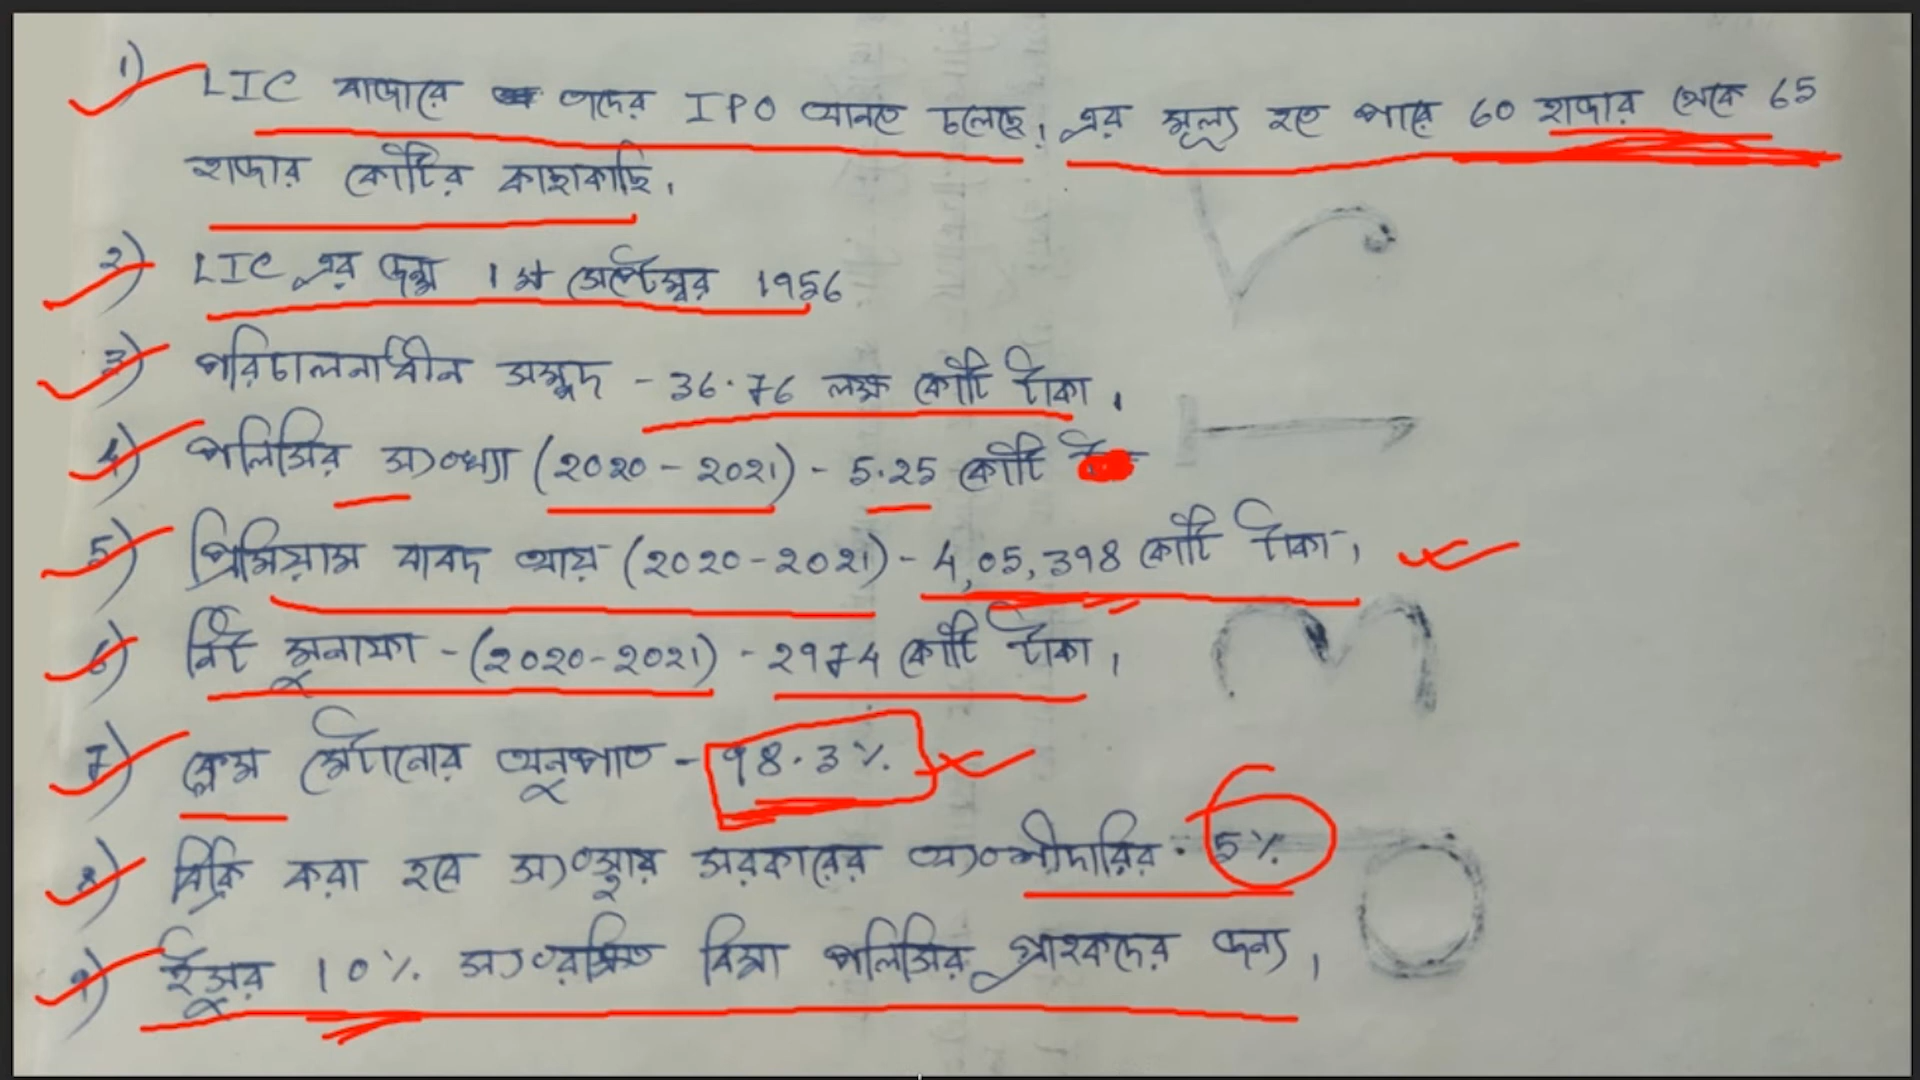 1) LIC বাজারে তাদের IPO আনতে চলেছে। এর মূল্য হতে পারে 60 হাজার থেকে 65
হাজার কোটির কাছাকাছি।
2) LIC এর জন্ম 1 ম সেপ্টেম্বর 1956
3) পরিচালনাধীন সম্পদ - 36.76 লক্ষ কোটি টাকা।
4) পলিসির সংখ্যা (2020-2021) - 5.25 কোটি
5) প্রিমিয়াম বাবদ আয় (2020-2021) - 4,05,398 কোটি টাকা।
6) নিট মুনাফা - (2020-2021) - 2974 কোটি টাকা।
7) ক্লেম মেটানোর অনুপাত - 98.3%
8) বিক্রি করা হবে সংস্থায় সরকারের অংশীদারির 5%
9) ইস্যুর 10% সংরক্ষিত বিমা পলিসির গ্রাহকদের জন্য।